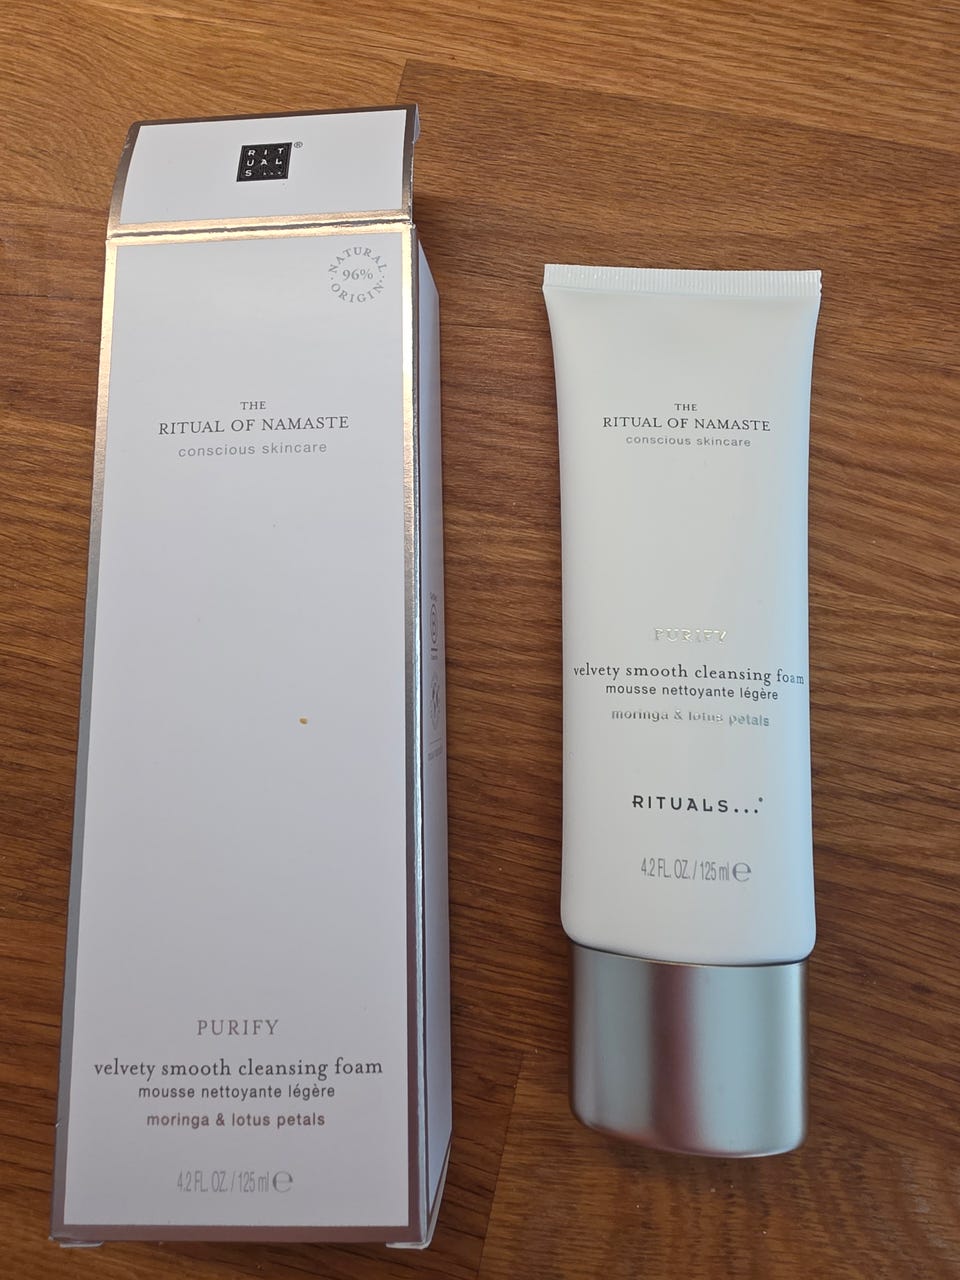 RIT
UAL
S...®
NATURAL
96%
ORIGIN
THE
RITUAL OF NAMASTE
conscious skincare
PURIFY
velvety smooth cleansing foam
mousse nettoyante légère
moringa & lotus petals
4.2 FL. OZ. / 125 ml ℮
THE
RITUAL OF NAMASTE
conscious skincare
PURIFY
velvety smooth cleansing foam
mousse nettoyante légère
moringa & lotus petals
RITUALS...®
4.2 FL. OZ. / 125 ml ℮